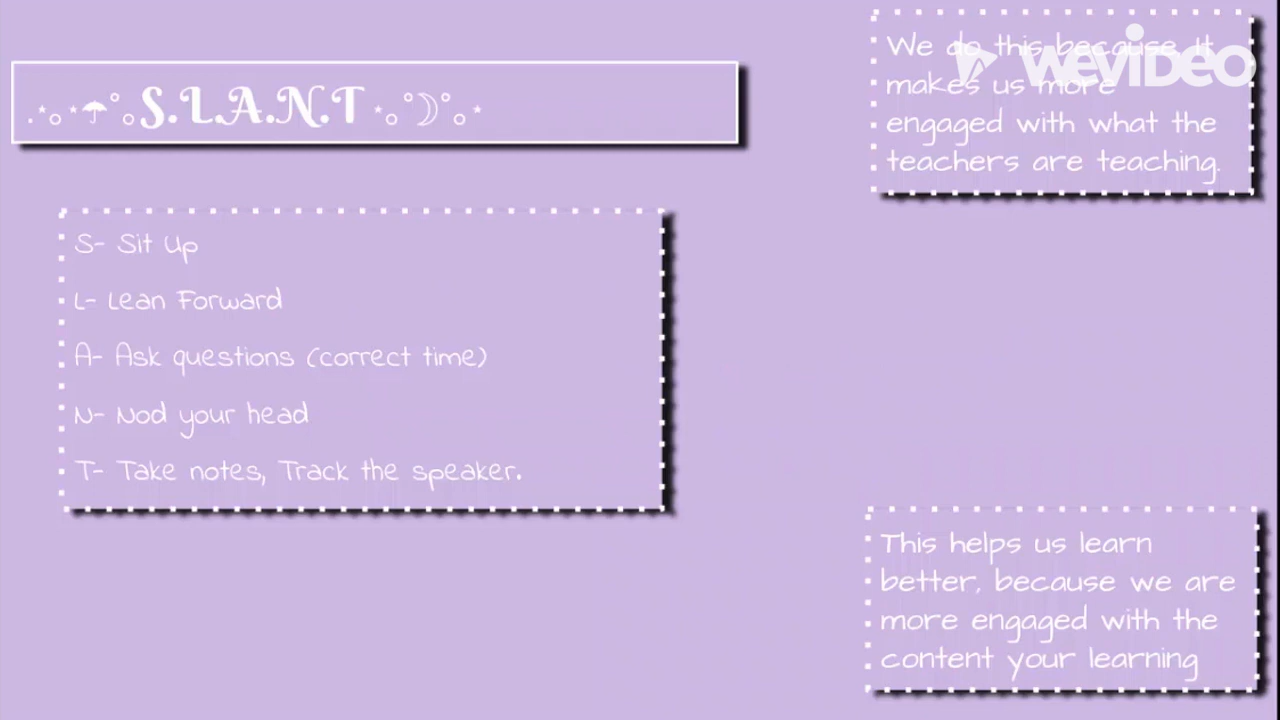 .⋆｡⋆☂˚｡S.L.A.N.T⋆｡˚☽˚｡⋆
S- Sit Up
L- Lean Forward
A- Ask questions (correct time)
N- Nod your head
T- Take notes, Track the speaker.
We do this because it
makes us more
engaged with what the
teachers are teaching.
WEVIDEO
This helps us learn
better, because we are
more engaged with the
content your learning